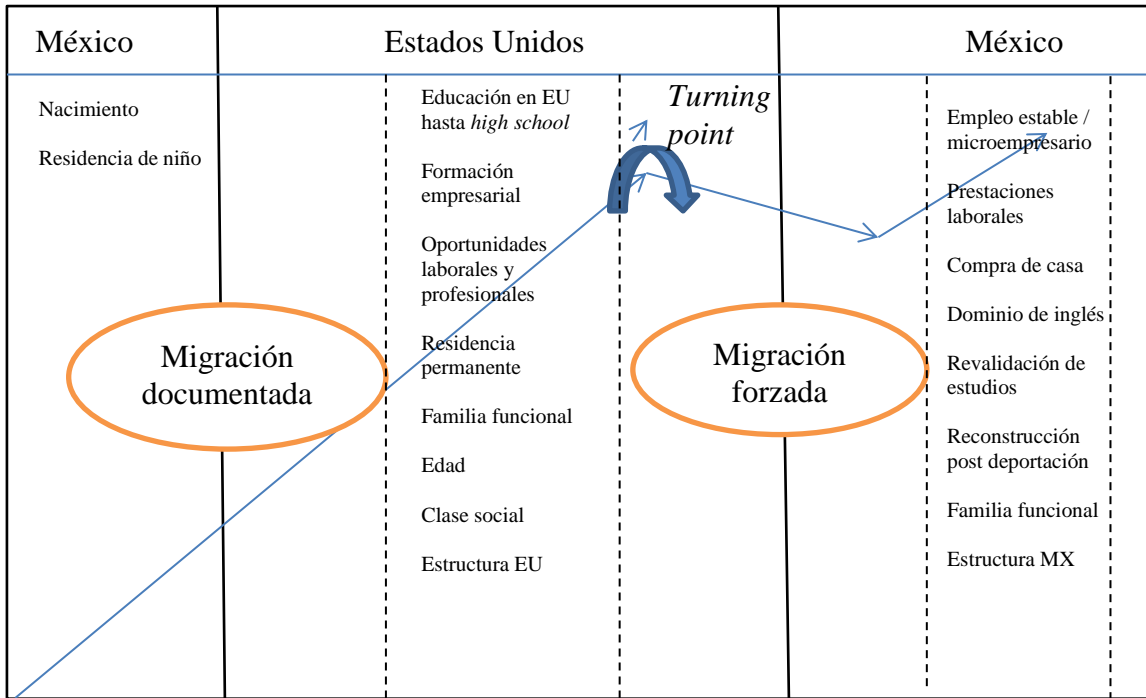 México
Estados Unidos
México
Nacimiento
Residencia de niño
Migración
documentada
Educación en EU
hasta high school
Formación
empresarial
Oportunidades
laborales y
profesionales
Residencia
permanente
Familia funcional
Edad
Clase social
Estructura EU
Turning
point
Migración
forzada
Empleo estable /
microempresario
Prestaciones
laborales
Compra de casa
Dominio de inglés
Revalidación de
estudios
Reconstrucción
post deportación
Familia funcional
Estructura MX